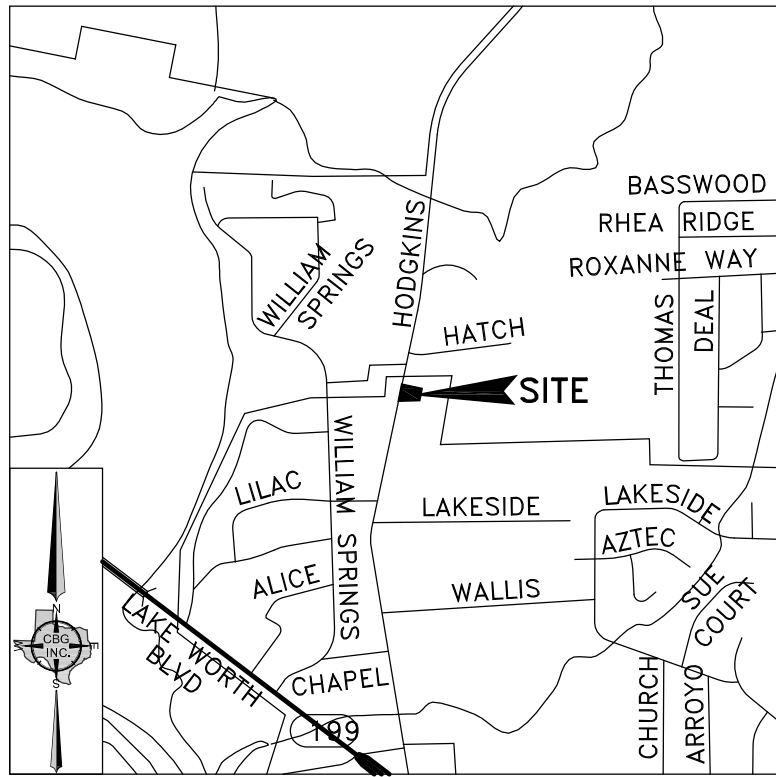 BASSWOOD
RHEA RIDGE
ROXANNE WAY
HODGKINS
WILLIAM
SPRINGS
HATCH
THOMAS
DEAL
SITE
WILLIAM SPRINGS
LILAC
LAKESIDE
LAKESIDE
AZTEC
ALICE
WALLIS
SUE
COURT
LAKE WORTH
BLVD
CHAPEL
CHURCH
ARROYO
199
N
CBG
INC.
W
E
S